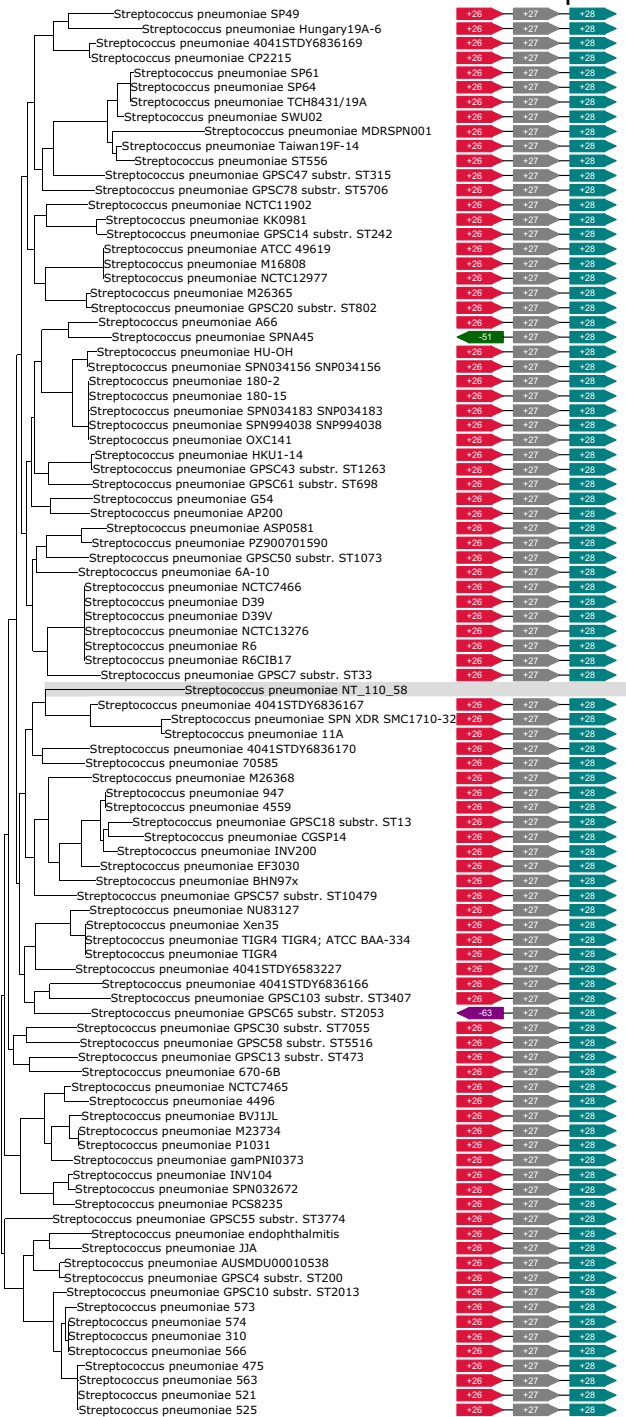 Streptococcus pneumoniae SP49 +26 +27 +28
Streptococcus pneumoniae Hungary19A-6 +26 +27 +28
Streptococcus pneumoniae 4041STDY6836169 +26 +27 +28
Streptococcus pneumoniae CP2215 +26 +27 +28
Streptococcus pneumoniae SP61 +26 +27 +28
Streptococcus pneumoniae SP64 +26 +27 +28
Streptococcus pneumoniae TCH8431/19A +26 +27 +28
Streptococcus pneumoniae SWU02 +26 +27 +28
Streptococcus pneumoniae MDRSPN001 +26 +27 +28
Streptococcus pneumoniae Taiwan19F-14 +26 +27 +28
Streptococcus pneumoniae ST556 +26 +27 +28
Streptococcus pneumoniae GPSC47 substr. ST315 +26 +27 +28
Streptococcus pneumoniae GPSC78 substr. ST5706 +26 +27 +28
Streptococcus pneumoniae NCTC11902 +26 +27 +28
Streptococcus pneumoniae KK0981 +26 +27 +28
Streptococcus pneumoniae GPSC14 substr. ST242 +26 +27 +28
Streptococcus pneumoniae ATCC 49619 +26 +27 +28
Streptococcus pneumoniae M16808 +26 +27 +28
Streptococcus pneumoniae NCTC12977 +26 +27 +28
Streptococcus pneumoniae M26365 +26 +27 +28
Streptococcus pneumoniae GPSC20 substr. ST802 +26 +27 +28
Streptococcus pneumoniae A66 +26 +27 +28
Streptococcus pneumoniae SPNA45 -51 +27 +28
Streptococcus pneumoniae HU-OH +26 +27 +28
Streptococcus pneumoniae SPN034156 SNP034156 +26 +27 +28
Streptococcus pneumoniae 180-2 +26 +27 +28
Streptococcus pneumoniae 180-15 +26 +27 +28
Streptococcus pneumoniae SPN034183 SNP034183 +26 +27 +28
Streptococcus pneumoniae SPN994038 SNP994038 +26 +27 +28
Streptococcus pneumoniae OXC141 +26 +27 +28
Streptococcus pneumoniae HKU1-14 +26 +27 +28
Streptococcus pneumoniae GPSC43 substr. ST1263 +26 +27 +28
Streptococcus pneumoniae GPSC61 substr. ST698 +26 +27 +28
Streptococcus pneumoniae G54 +26 +27 +28
Streptococcus pneumoniae AP200 +26 +27 +28
Streptococcus pneumoniae ASP0581 +26 +27 +28
Streptococcus pneumoniae PZ900701590 +26 +27 +28
Streptococcus pneumoniae GPSC50 substr. ST1073 +26 +27 +28
Streptococcus pneumoniae 6A-10 +26 +27 +28
Streptococcus pneumoniae NCTC7466 +26 +27 +28
Streptococcus pneumoniae D39 +26 +27 +28
Streptococcus pneumoniae D39V +26 +27 +28
Streptococcus pneumoniae NCTC13276 +26 +27 +28
Streptococcus pneumoniae R6 +26 +27 +28
Streptococcus pneumoniae R6CIB17 +26 +27 +28
Streptococcus pneumoniae GPSC7 substr. ST33 +26 +27 +28
Streptococcus pneumoniae NT_110_58
Streptococcus pneumoniae 4041STDY6836167 +26 +27 +28
Streptococcus pneumoniae SPN XDR SMC1710-32 +26 +27 +28
Streptococcus pneumoniae 11A +26 +27 +28
Streptococcus pneumoniae 4041STDY6836170 +26 +27 +28
Streptococcus pneumoniae 70585 +26 +27 +28
Streptococcus pneumoniae M26368 +26 +27 +28
Streptococcus pneumoniae 947 +26 +27 +28
Streptococcus pneumoniae 4559 +26 +27 +28
Streptococcus pneumoniae GPSC18 substr. ST13 +26 +27 +28
Streptococcus pneumoniae CGSP14 +26 +27 +28
Streptococcus pneumoniae INV200 +26 +27 +28
Streptococcus pneumoniae EF3030 +26 +27 +28
Streptococcus pneumoniae BHN97x +26 +27 +28
Streptococcus pneumoniae GPSC57 substr. ST10479 +26 +27 +28
Streptococcus pneumoniae NU83127 +26 +27 +28
Streptococcus pneumoniae Xen35 +26 +27 +28
Streptococcus pneumoniae TIGR4 TIGR4; ATCC BAA-334 +26 +27 +28
Streptococcus pneumoniae TIGR4 +26 +27 +28
Streptococcus pneumoniae 4041STDY6583227 +26 +27 +28
Streptococcus pneumoniae 4041STDY6836166 +26 +27 +28
Streptococcus pneumoniae GPSC103 substr. ST3407 +26 +27 +28
Streptococcus pneumoniae GPSC65 substr. ST2053 -63 +27 +28
Streptococcus pneumoniae GPSC30 substr. ST7055 +26 +27 +28
Streptococcus pneumoniae GPSC58 substr. ST5516 +26 +27 +28
Streptococcus pneumoniae GPSC13 substr. ST473 +26 +27 +28
Streptococcus pneumoniae 670-6B +26 +27 +28
Streptococcus pneumoniae NCTC7465 +26 +27 +28
Streptococcus pneumoniae 4496 +26 +27 +28
Streptococcus pneumoniae BVJ1JL +26 +27 +28
Streptococcus pneumoniae M23734 +26 +27 +28
Streptococcus pneumoniae P1031 +26 +27 +28
Streptococcus pneumoniae gamPNI0373 +26 +27 +28
Streptococcus pneumoniae INV104 +26 +27 +28
Streptococcus pneumoniae SPN032672 +26 +27 +28
Streptococcus pneumoniae PCS8235 +26 +27 +28
Streptococcus pneumoniae GPSC55 substr. ST3774 +26 +27 +28
Streptococcus pneumoniae endophthalmitis +26 +27 +28
Streptococcus pneumoniae JJA +26 +27 +28
Streptococcus pneumoniae AUSMDU00010538 +26 +27 +28
Streptococcus pneumoniae GPSC4 substr. ST200 +26 +27 +28
Streptococcus pneumoniae GPSC10 substr. ST2013 +26 +27 +28
Streptococcus pneumoniae 573 +26 +27 +28
Streptococcus pneumoniae 574 +26 +27 +28
Streptococcus pneumoniae 310 +26 +27 +28
Streptococcus pneumoniae 566 +26 +27 +28
Streptococcus pneumoniae 475 +26 +27 +28
Streptococcus pneumoniae 563 +26 +27 +28
Streptococcus pneumoniae 521 +26 +27 +28
Streptococcus pneumoniae 525 +26 +27 +28